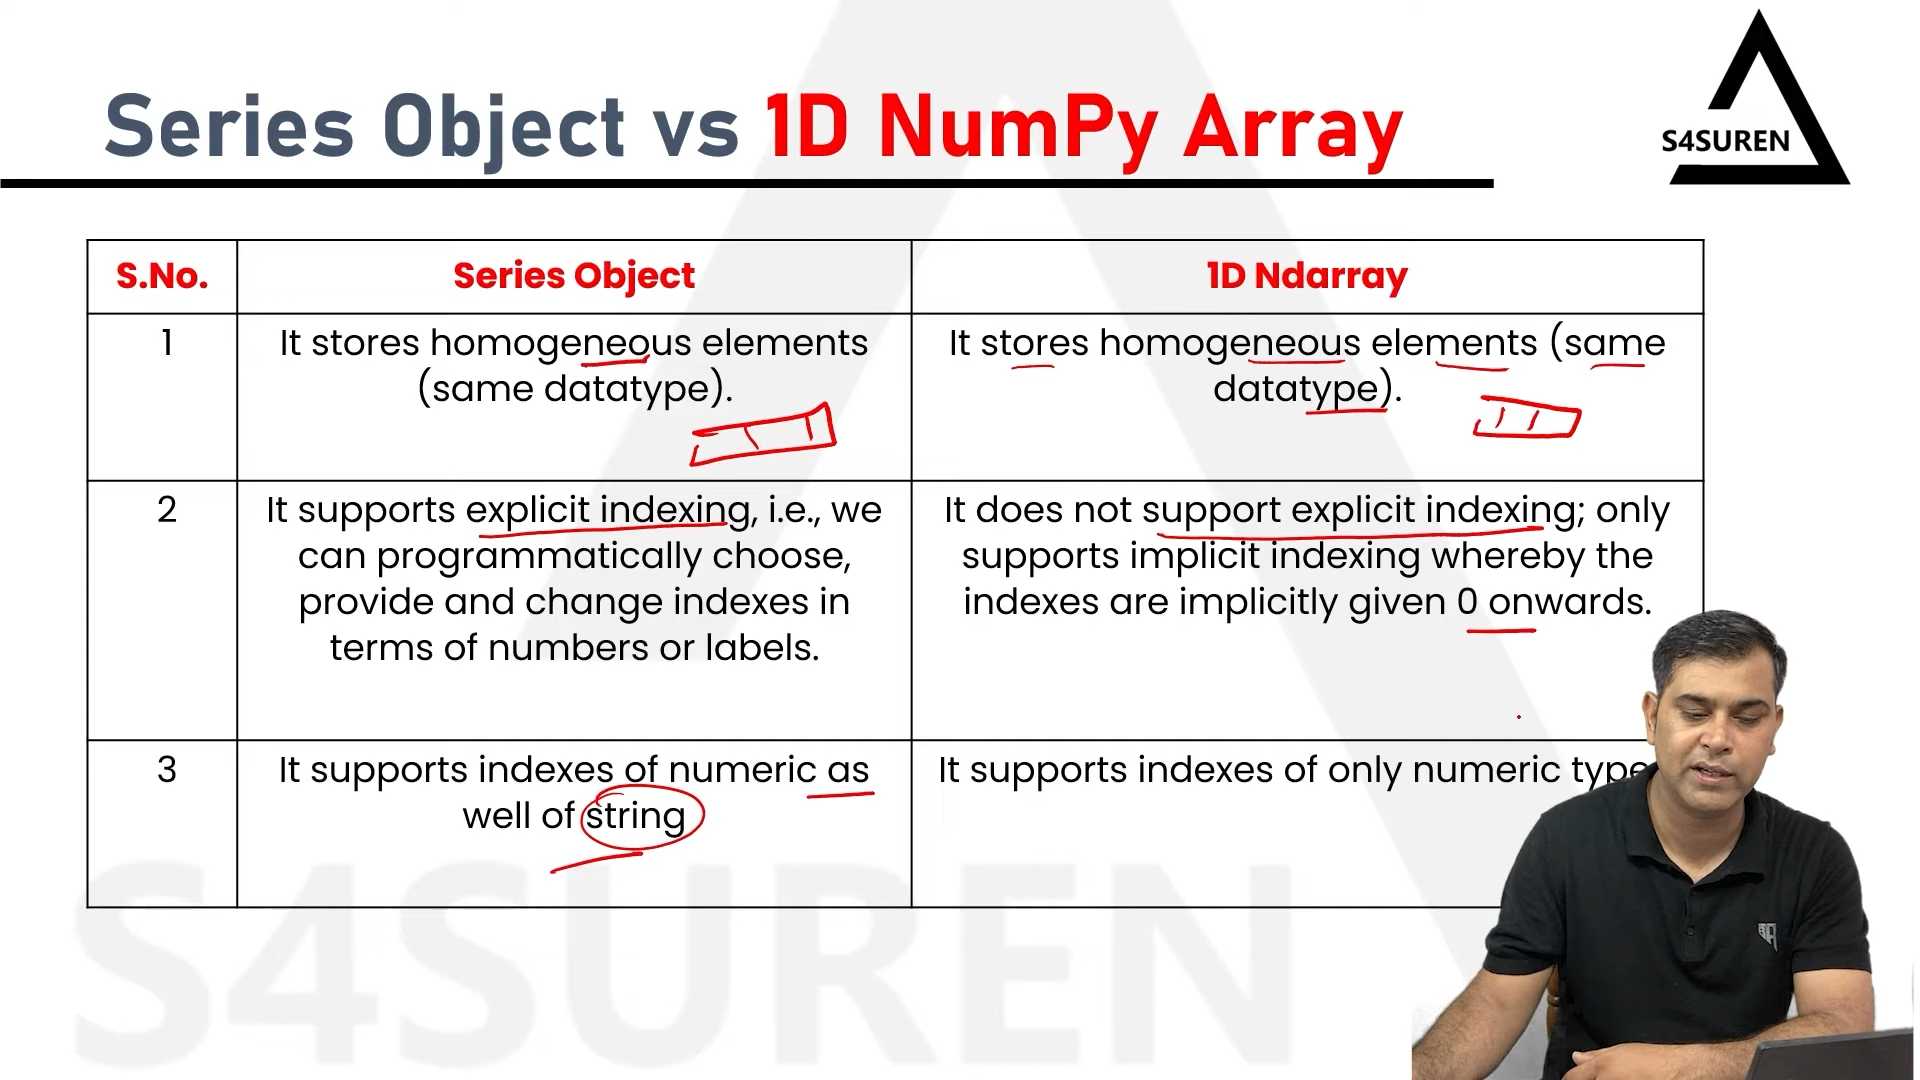 Series Object vs 1D NumPy Array
S4SUREN
S.No.
Series Object
1D Ndarray
1
It stores homogeneous elements
(same datatype).
It stores homogeneous elements (same
datatype).
2
It supports explicit indexing, i.e., we
can programmatically choose,
provide and change indexes in
terms of numbers or labels.
It does not support explicit indexing; only
supports implicit indexing whereby the
indexes are implicitly given 0 onwards.
3
It supports indexes of numeric as
well of string
It supports indexes of only numeric type
S4SUREN